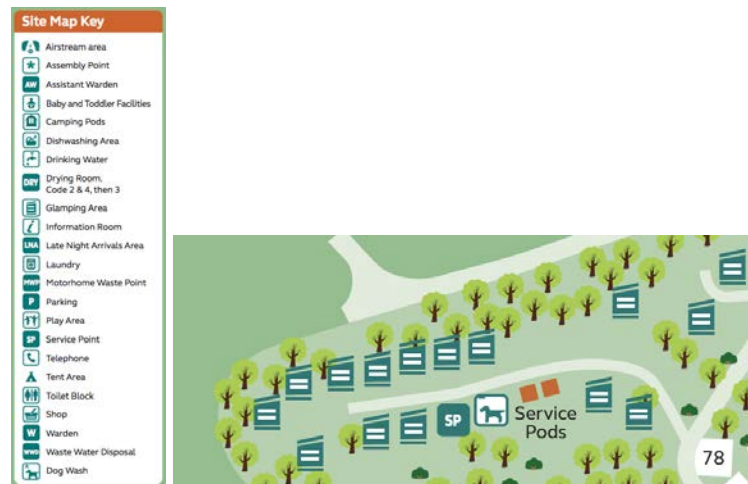 Site Map Key
Airstream area
Assembly Point
AW Assistant Warden
Baby and Toddler Facilities
Camping Pods
Dishwashing Area
Drinking Water
DRY Drying Room.
Code 2 & 4, then 3
Glamping Area
i Information Room
LNA Late Night Arrivals Area
Laundry
MWP Motorhome Waste Point
P Parking
Play Area
SP Service Point
Telephone
Tent Area
Toilet Block
Shop
W Warden
WWD Waste Water Disposal
Dog Wash
SP
Service
Pods
78